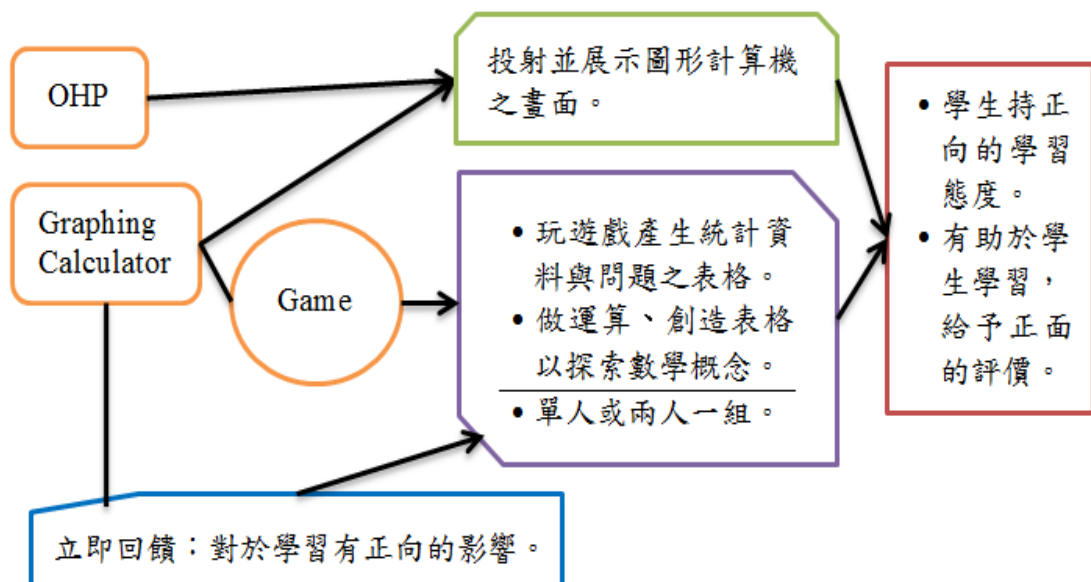 OHP
投射並展示圖形計算機
之畫面。
Graphing
Calculator
Game
• 玩遊戲產生統計資
料與問題之表格。
• 做運算、創造表格
以探索數學概念。
• 單人或兩人一組。
• 學生持正
向的學習
態度。
• 有助於學
生學習，
給予正面
的評價。
立即回饋：對於學習有正向的影響。